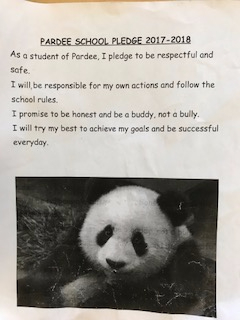 PARDEE SCHOOL PLEDGE 2017-2018
As a student of Pardee, I pledge to be respectful and
safe.
I will be responsible for my own actions and follow the
school rules.
I promise to be honest and be a buddy, not a bully.
I will try my best to achieve my goals and be successful
everyday.